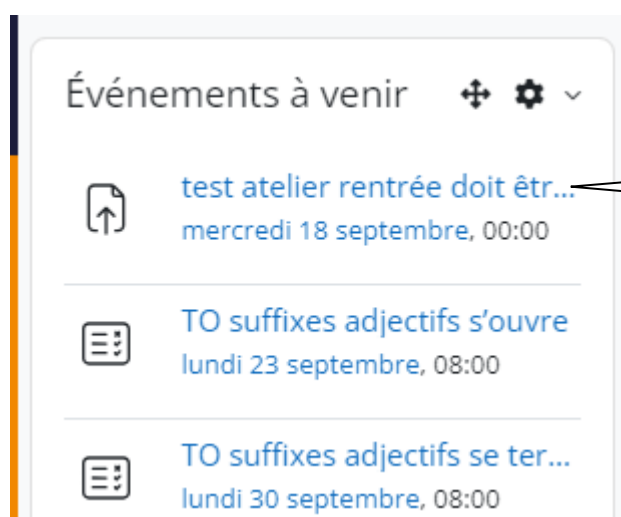 Événements à venir
test atelier rentrée doit êtr...
mercredi 18 septembre, 00:00
TO suffixes adjectifs s’ouvre
lundi 23 septembre, 08:00
TO suffixes adjectifs se ter...
lundi 30 septembre, 08:00